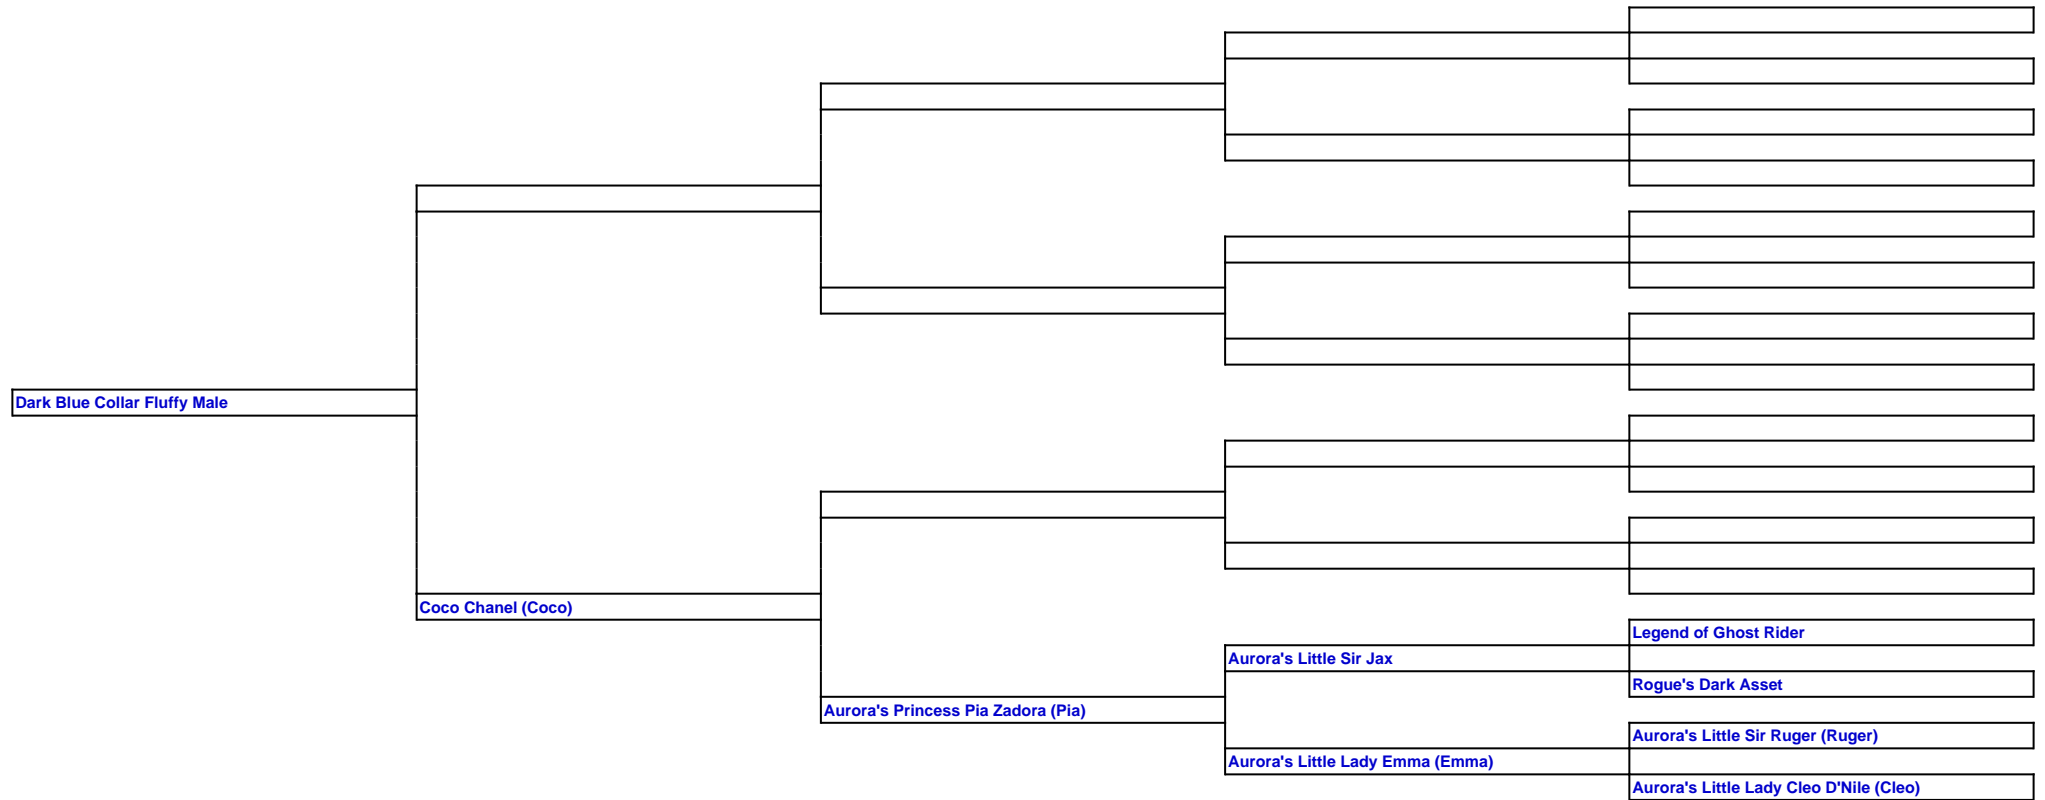 Dark Blue Collar Fluffy Male
Coco Chanel (Coco)
Aurora's Princess Pia Zadora (Pia)
Aurora's Little Sir Jax
Aurora's Little Lady Emma (Emma)
Legend of Ghost Rider
Rogue's Dark Asset
Aurora's Little Sir Ruger (Ruger)
Aurora's Little Lady Cleo D'Nile (Cleo)